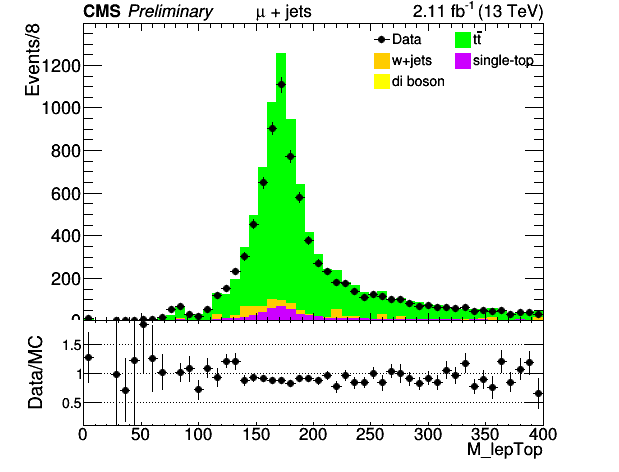 CMS Preliminary μ + jets 2.11 fb⁻¹ (13 TeV)
Events/8
Data tt̄
w+jets single-top
di boson
1200
1000
800
600
400
200
0
Data/MC
1.5
1
0.5
0 50 100 150 200 250 300 350 400
M_lepTop